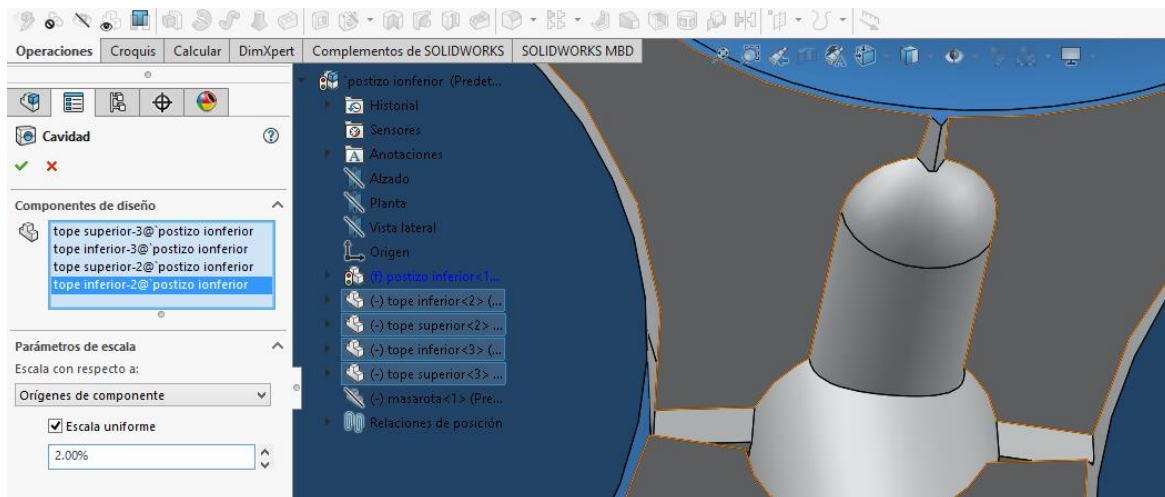 Operaciones Croquis Calcular DimXpert Complementos de SOLIDWORKS SOLIDWORKS MBD
Cavidad
Componentes de diseño
tope superior-3@`postizo ionferior
tope inferior-3@`postizo ionferior
tope superior-2@`postizo ionferior
tope inferior-2@`postizo ionferior
Parámetros de escala
Escala con respecto a:
Orígenes de componente
Escala uniforme
2.00%
`postizo ionferior (Predet...
Historial
Sensores
Anotaciones
Alzado
Planta
Vista lateral
Origen
(f) postizo inferior<1...
(-) tope inferior<2> (...
(-) tope superior<2> ...
(-) tope inferior<3> (...
(-) tope superior<3> ...
(-) masarota<1> (Pre...
Relaciones de posición